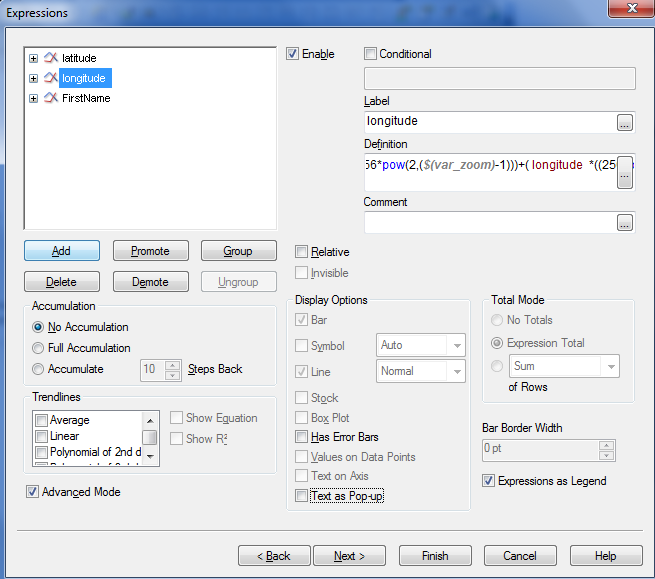 Expressions
latitude
longitude
FirstName
Enable
Conditional
Label
longitude
...
Definition
56*pow(2,($(var_zoom)-1)))+( longitude *((25
...
Comment
...
Add
Promote
Group
Delete
Demote
Ungroup
Relative
Invisible
Accumulation
No Accumulation
Full Accumulation
Accumulate
10
Steps Back
Display Options
Bar
Symbol
Auto
Line
Normal
Stock
Box Plot
Has Error Bars
Values on Data Points
Text on Axis
Text as Pop-up
Total Mode
No Totals
Expression Total
Sum
of Rows
Trendlines
Average
Linear
Polynomial of 2nd d
Show Equation
Show R²
Bar Border Width
0 pt
Expressions as Legend
Advanced Mode
< Back
Next >
Finish
Cancel
Help